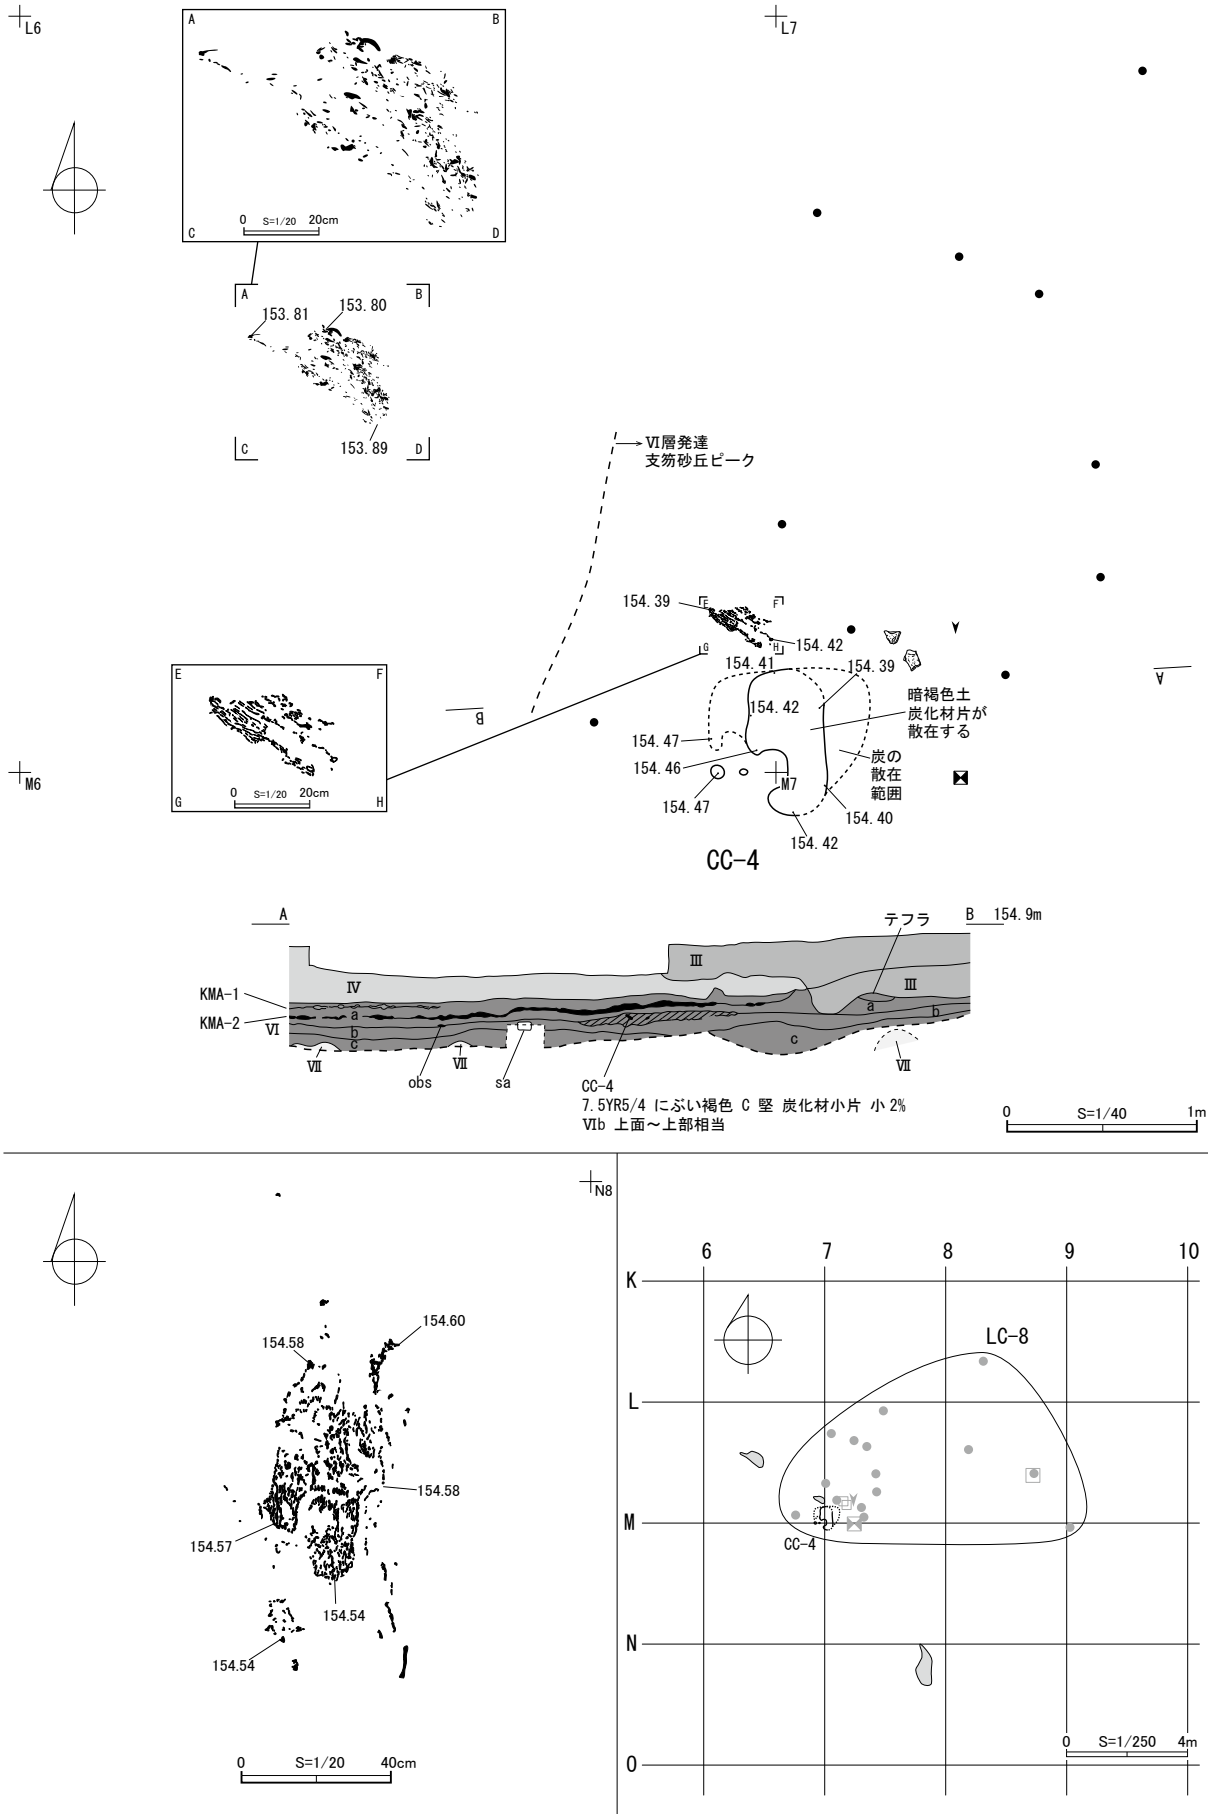 L6
L7
A
B
C
D
0 S=1/20 20cm
A
B
153.81
153.80
C
D
153.89
Ⅵ層発達
支笏砂丘ピーク
154.39
E
F
G
H
154.42
154.41
154.39
154.42
暗褐色土
炭化材片が
散在する
154.47
154.46
炭の
散在
範囲
154.47
M7
154.40
154.42
A
B
M6
E
F
G
H
0 S=1/20 20cm
CC-4
A
B 154.9m
テフラ
Ⅲ
Ⅲ
Ⅳ
KMA-1
KMA-2
Ⅵ
a
b
c
a
b
c
Ⅶ
Ⅶ
Ⅶ
obs
sa
CC-4
7.5YR5/4 にぶい褐色 C 堅 炭化材小片 小 2%
Ⅵb 上面～上部相当
0 S=1/40 1m
N8
154.60
154.58
154.58
154.57
154.54
154.54
0 S=1/20 40cm
6 7 8 9 10
K
LC-8
L
M
CC-4
N
0 S=1/250 4m
O